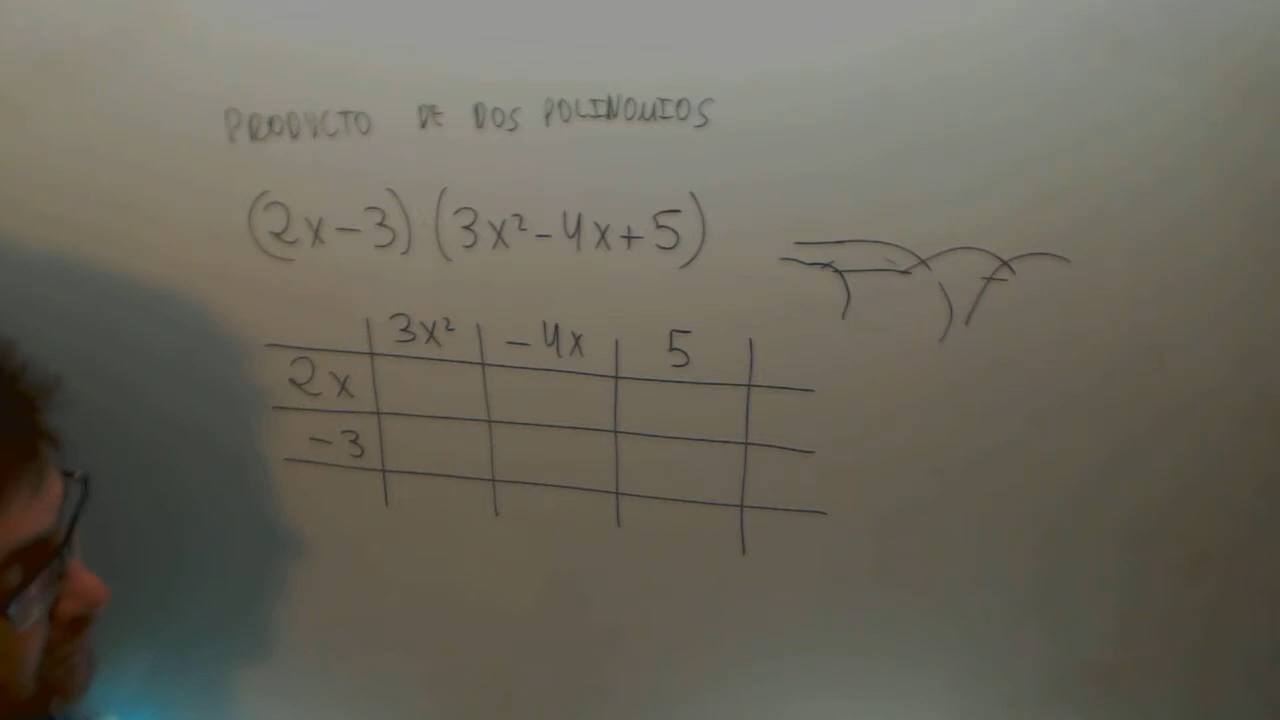 PRODUCTO DE DOS POLINOMIOS
(2x-3)(3x²-4x+5)
3x² -4x 5
2x
-3